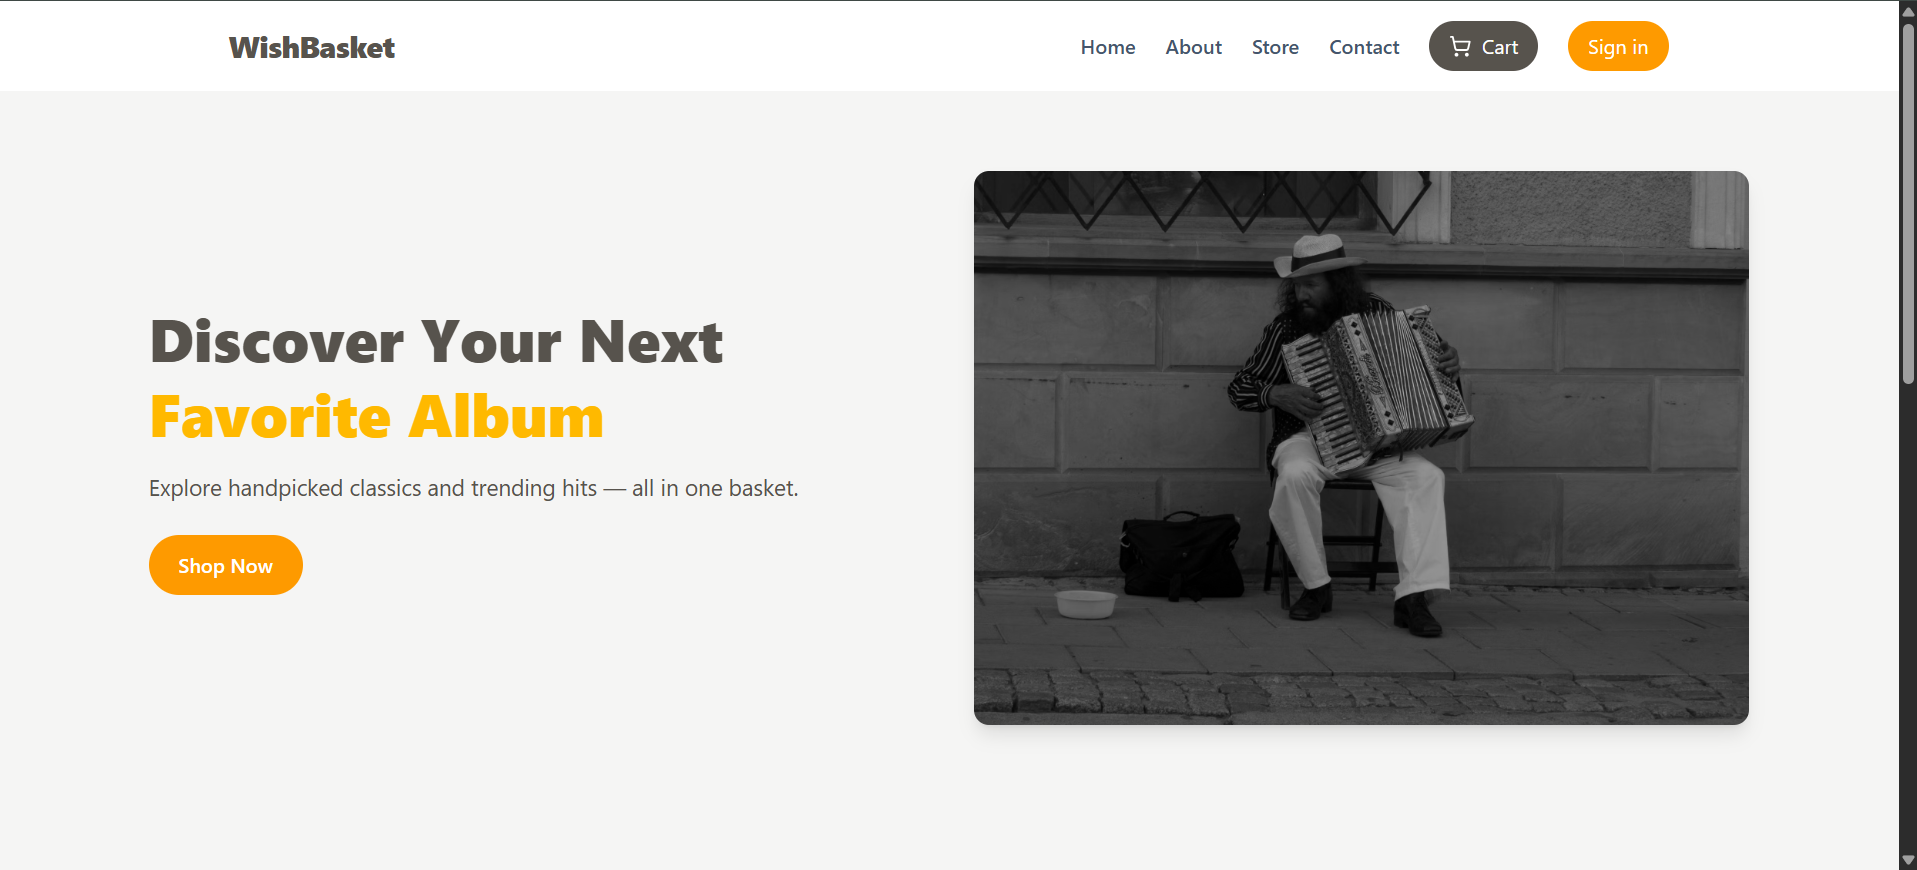 WishBasket
Home About Store Contact Cart Sign in
Discover Your Next
Favorite Album
Explore handpicked classics and trending hits — all in one basket.
Shop Now